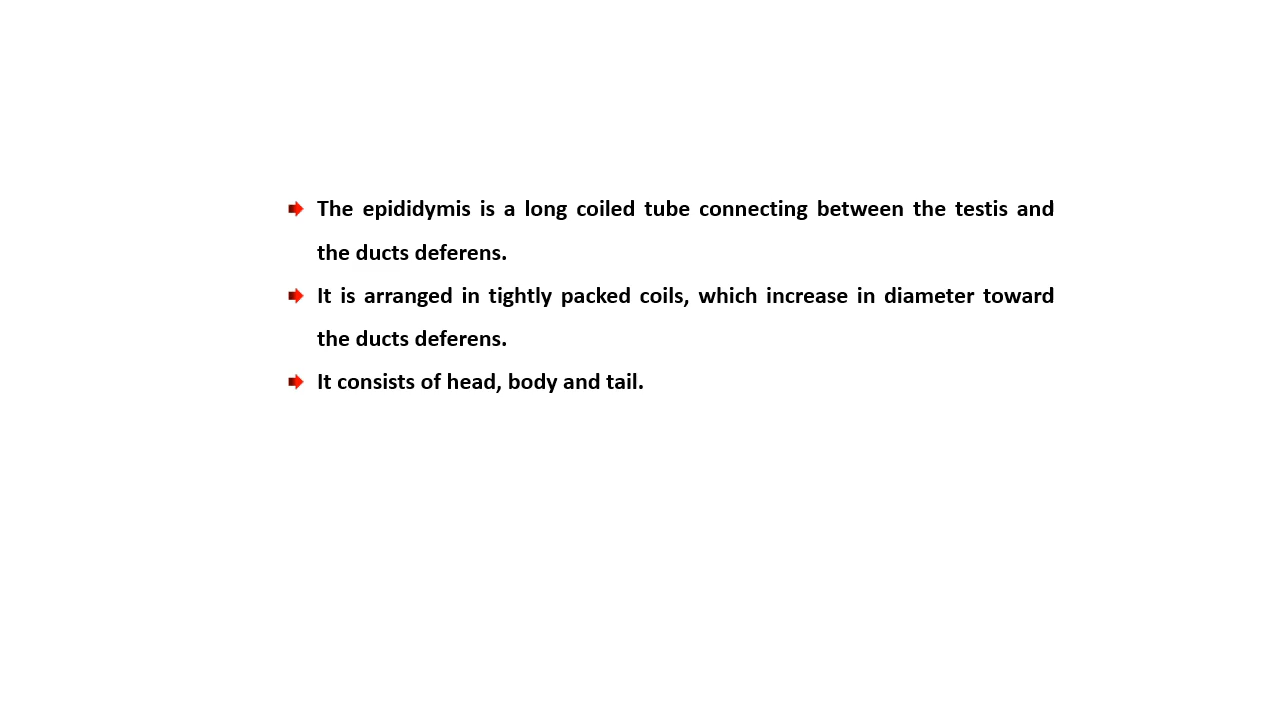 The epididymis is a long coiled tube connecting between the testis and
the ducts deferens.
It is arranged in tightly packed coils, which increase in diameter toward
the ducts deferens.
It consists of head, body and tail.